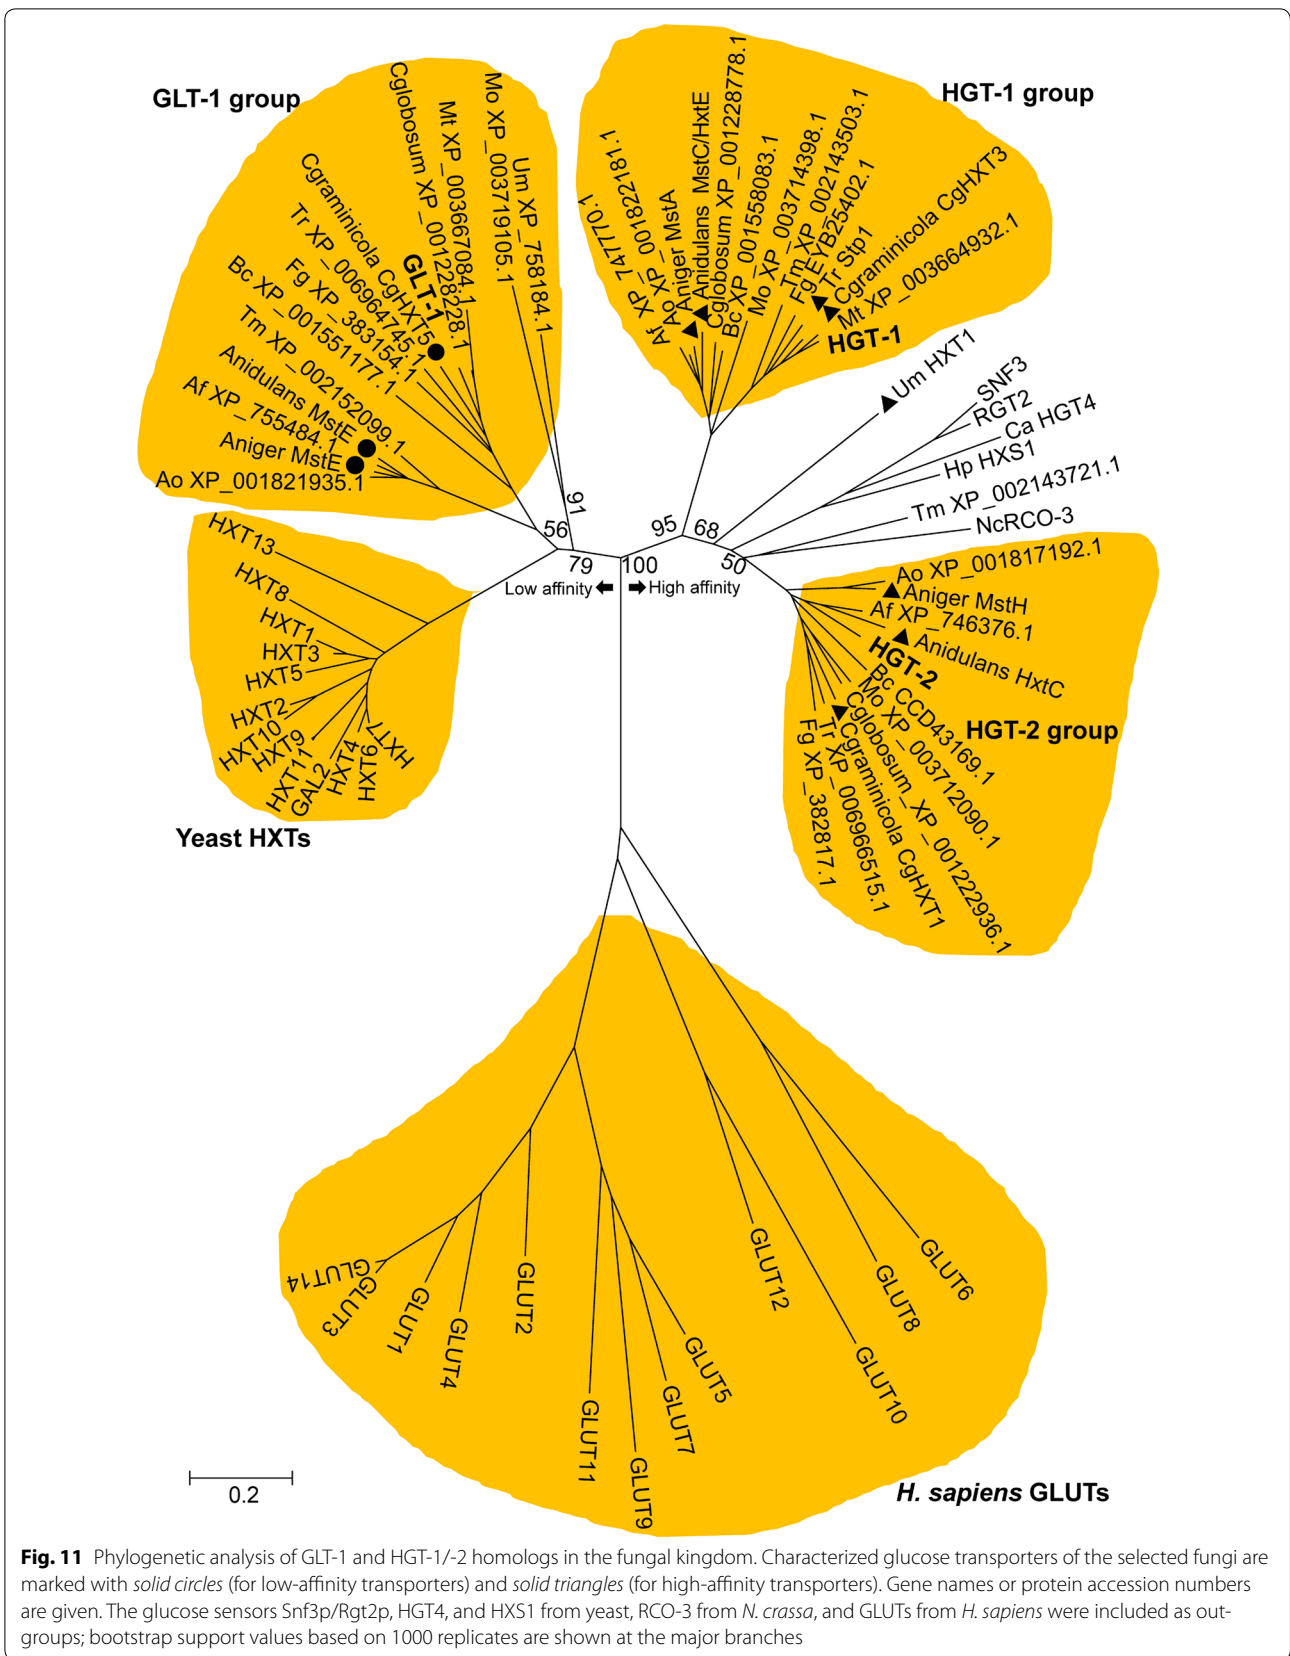 GLT-1 group
Cglobosum XP_001228228.1
Mt XP_003667084.1
Mo XP_003719105.1
Um XP_758184.1
Cgraminicola CgHXT5
GLT-1
Tr XP_006964745.1
Fg XP_383154.1
Bc XP_001551177.1
Tm XP_002152099.1
Anidulans MstE
Af XP_755484.1
Aniger MstE
Ao XP_001821935.1
HGT-1 group
Af XP_747770.1
Ao XP_001822181.1
Aniger MstA
Anidulans MstC/HxtE
Cglobosum XP_001228778.1
Bc XP_001558083.1
Mo XP_003714398.1
Tm XP_002143503.1
Fg EYB25402.1
Tr Stp1
Cgraminicola CgHXT3
Mt XP_003664932.1
HGT-1
Um HXT1
SNF3
RGT2
Ca HGT4
Hp HXS1
Tm XP_002143721.1
NcRCO-3
91
56
79
100
95
68
50
Low affinity
High affinity
HXT13
HXT8
HXT1
HXT3
HXT5
HXT2
HXT10
HXT9
HXT11
GAL2
HXT4
HXT6
HXT7
Yeast HXTs
Ao XP_001817192.1
Aniger MstH
Af XP_746376.1
Anidulans HxtC
HGT-2
Bc CCD43169.1
Mo XP_003712090.1
Cglobosum_XP_001222936.1
Cgraminicola CgHXT1
Tr XP_006966515.1
Fg XP_382817.1
HGT-2 group
GLUT14
GLUT3
GLUT1
GLUT4
GLUT2
GLUT11
GLUT9
GLUT7
GLUT5
GLUT12
GLUT10
GLUT8
GLUT6
0.2
H. sapiens GLUTs
Fig. 11 Phylogenetic analysis of GLT-1 and HGT-1/-2 homologs in the fungal kingdom. Characterized glucose transporters of the selected fungi are
marked with solid circles (for low-affinity transporters) and solid triangles (for high-affinity transporters). Gene names or protein accession numbers
are given. The glucose sensors Snf3p/Rgt2p, HGT4, and HXS1 from yeast, RCO-3 from N. crassa, and GLUTs from H. sapiens were included as out-
groups; bootstrap support values based on 1000 replicates are shown at the major branches